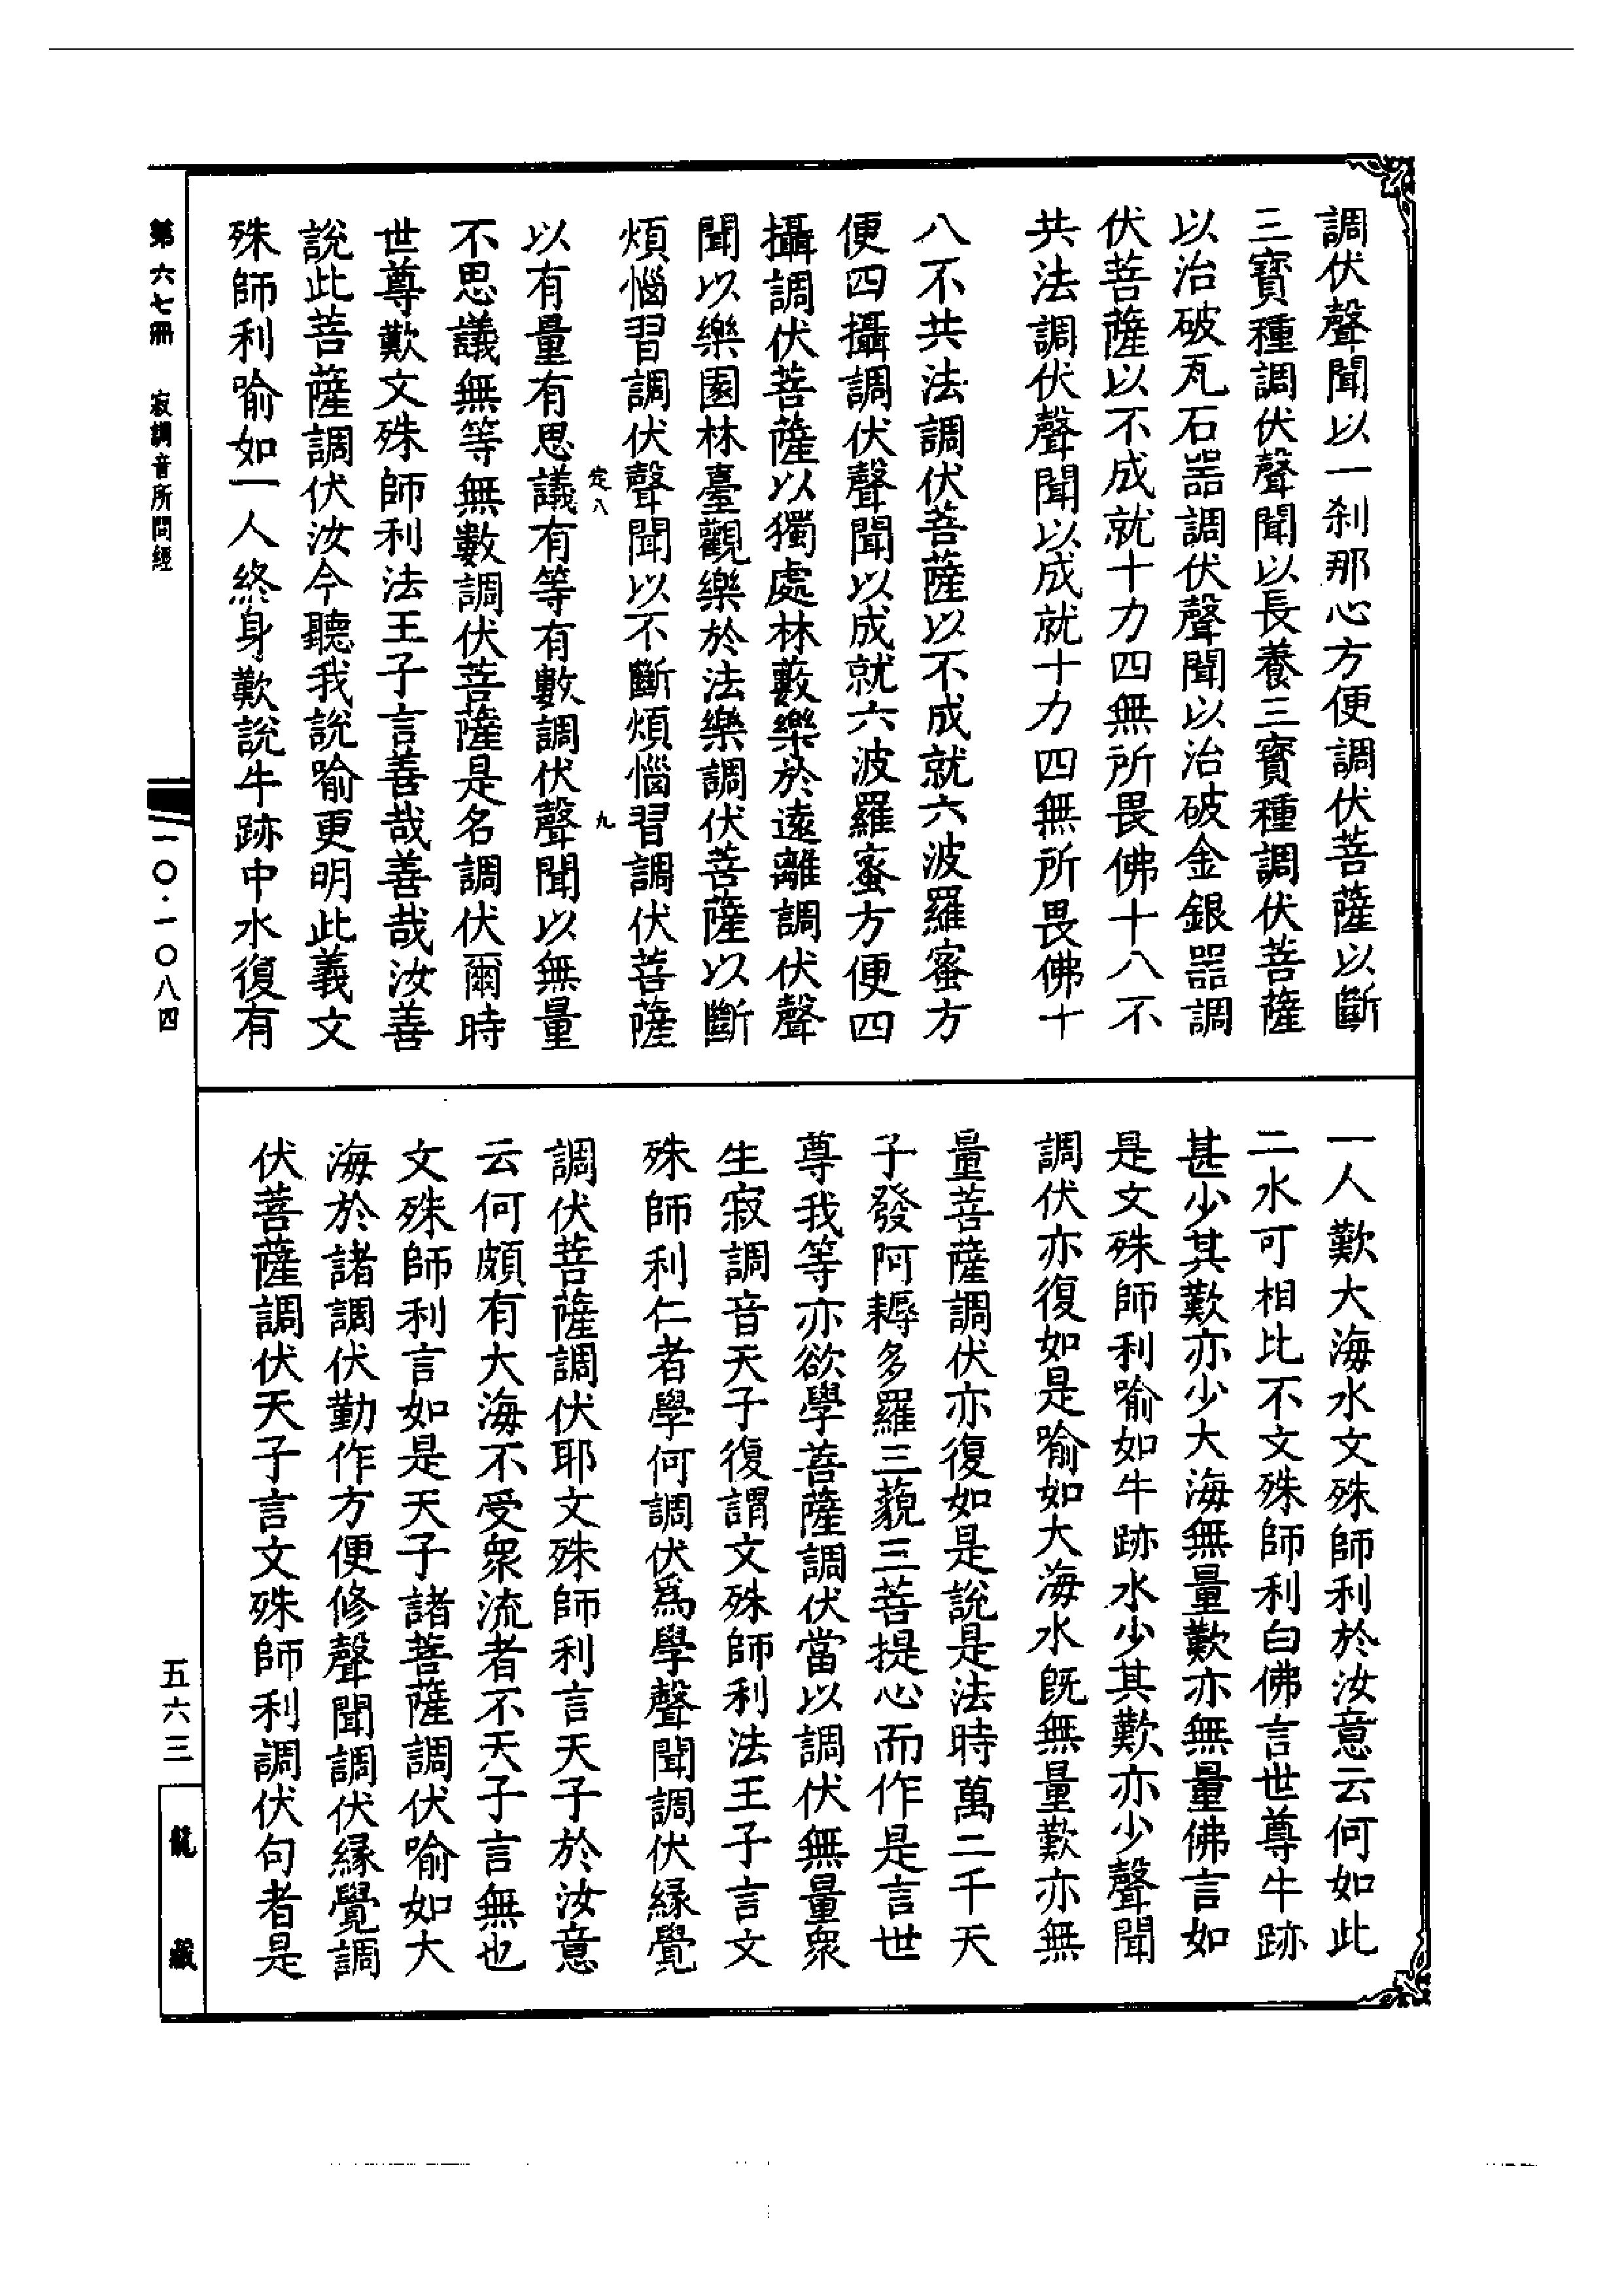 調伏聲聞以一刹那心方便調伏菩薩以斷
三寶種調伏聲聞以長養三寶種調伏菩薩
以治破瓦石器調伏聲聞以治破金銀器調
伏菩薩以不成就十力四無所畏佛十八不
共法調伏聲聞以成就十力四無所畏佛十
八不共法調伏菩薩以不成就六波羅蜜方
便四攝調伏聲聞以成就六波羅蜜方便四
攝調伏菩薩以獨處林藪樂於遠離調伏聲
聞以樂園林臺觀樂於法樂調伏菩薩以斷
煩惱習調伏聲聞以不斷煩惱習調伏菩薩
定八 九
以有量有思議有等有數調伏聲聞以無量
不思議無等無數調伏菩薩是名調伏爾時
世尊歎文殊師利法王子言善哉善哉汝善
說此菩薩調伏汝今聽我說喻更明此義文
殊師利喻如一人終身歎說牛跡中水復有
一人歎大海水文殊師利於汝意云何如此
二水可相比不文殊師利白佛言世尊牛跡
甚少其歎亦少大海無量歎亦無量佛言如
是文殊師利喻如牛跡水少其歎亦少聲聞
調伏亦復如是喻如大海水旣無量歎亦無
量菩薩調伏亦復如是說是法時萬二千天
子發阿耨多羅三藐三菩提心而作是言世
尊我等亦欲學菩薩調伏當以調伏無量衆
生寂調音天子復謂文殊師利法王子言文
殊師利仁者學何調伏爲學聲聞調伏緣覺
調伏菩薩調伏耶文殊師利言天子於汝意
云何頗有大海不受衆流者不天子言無也
文殊師利言如是天子諸菩薩調伏喻如大
海於諸調伏勤作方便修聲聞調伏緣覺調
伏菩薩調伏天子言文殊師利調伏句者是
第六七冊 寂調音所問經
一〇·一〇八四
五六三
龍藏